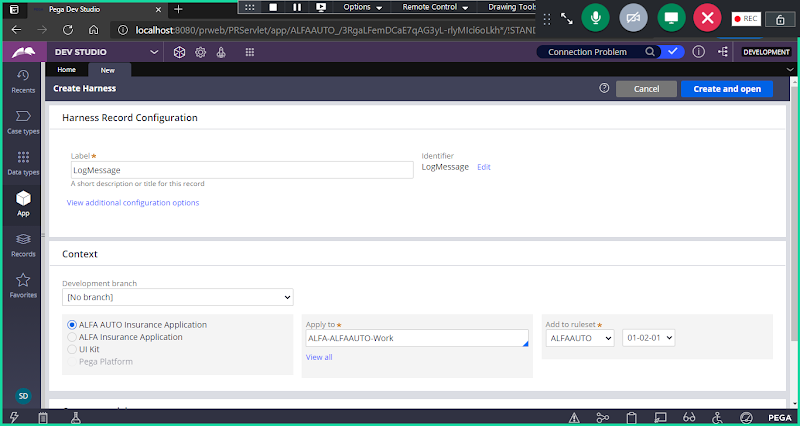 Pega Dev Studio
Options
Remote Control
Drawing Tools
REC
localhost:8080/prweb/PRServlet/app/ALFAAUTO_/3RgaLFemDCaE7qAG3yL-rlyMIci6oLkh*/!STAND
DEV STUDIO
Connection Problem
DEVELOPMENT
Home
New
Recents
Create Harness
Cancel
Create and open
Harness Record Configuration
Case types
Label*
Identifier
LogMessage
LogMessage
Edit
Data types
A short description or title for this record
View additional configuration options
App
Records
Context
Favorites
Development branch
[No branch]
ALFA AUTO Insurance Application
ALFA Insurance Application
UI Kit
Pega Platform
Apply to*
ALFA-ALFAAUTO-Work
View all
Add to ruleset*
ALFAAUTO
01-02-01
SD
PEGA